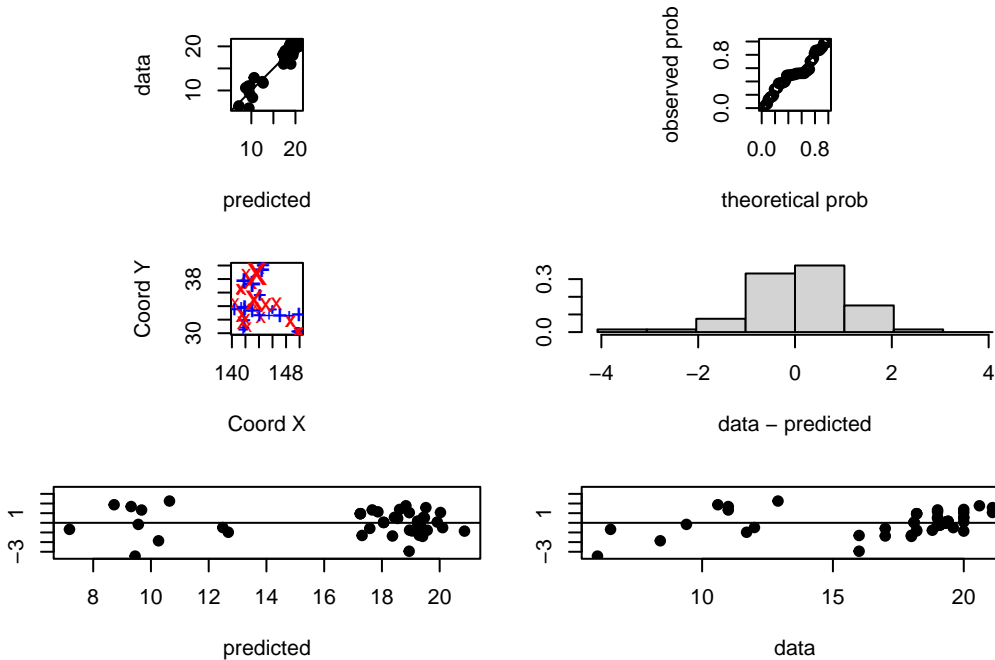 data
20
10
10 20
predicted
observed prob
0.8
0.0
0.0 0.8
theoretical prob
Coord Y
38
30
140 148
Coord X
0.3
0.0
−4 −2 0 2 4
data − predicted
1
−3
8 10 12 14 16 18 20
predicted
1
−3
10 15 20
data